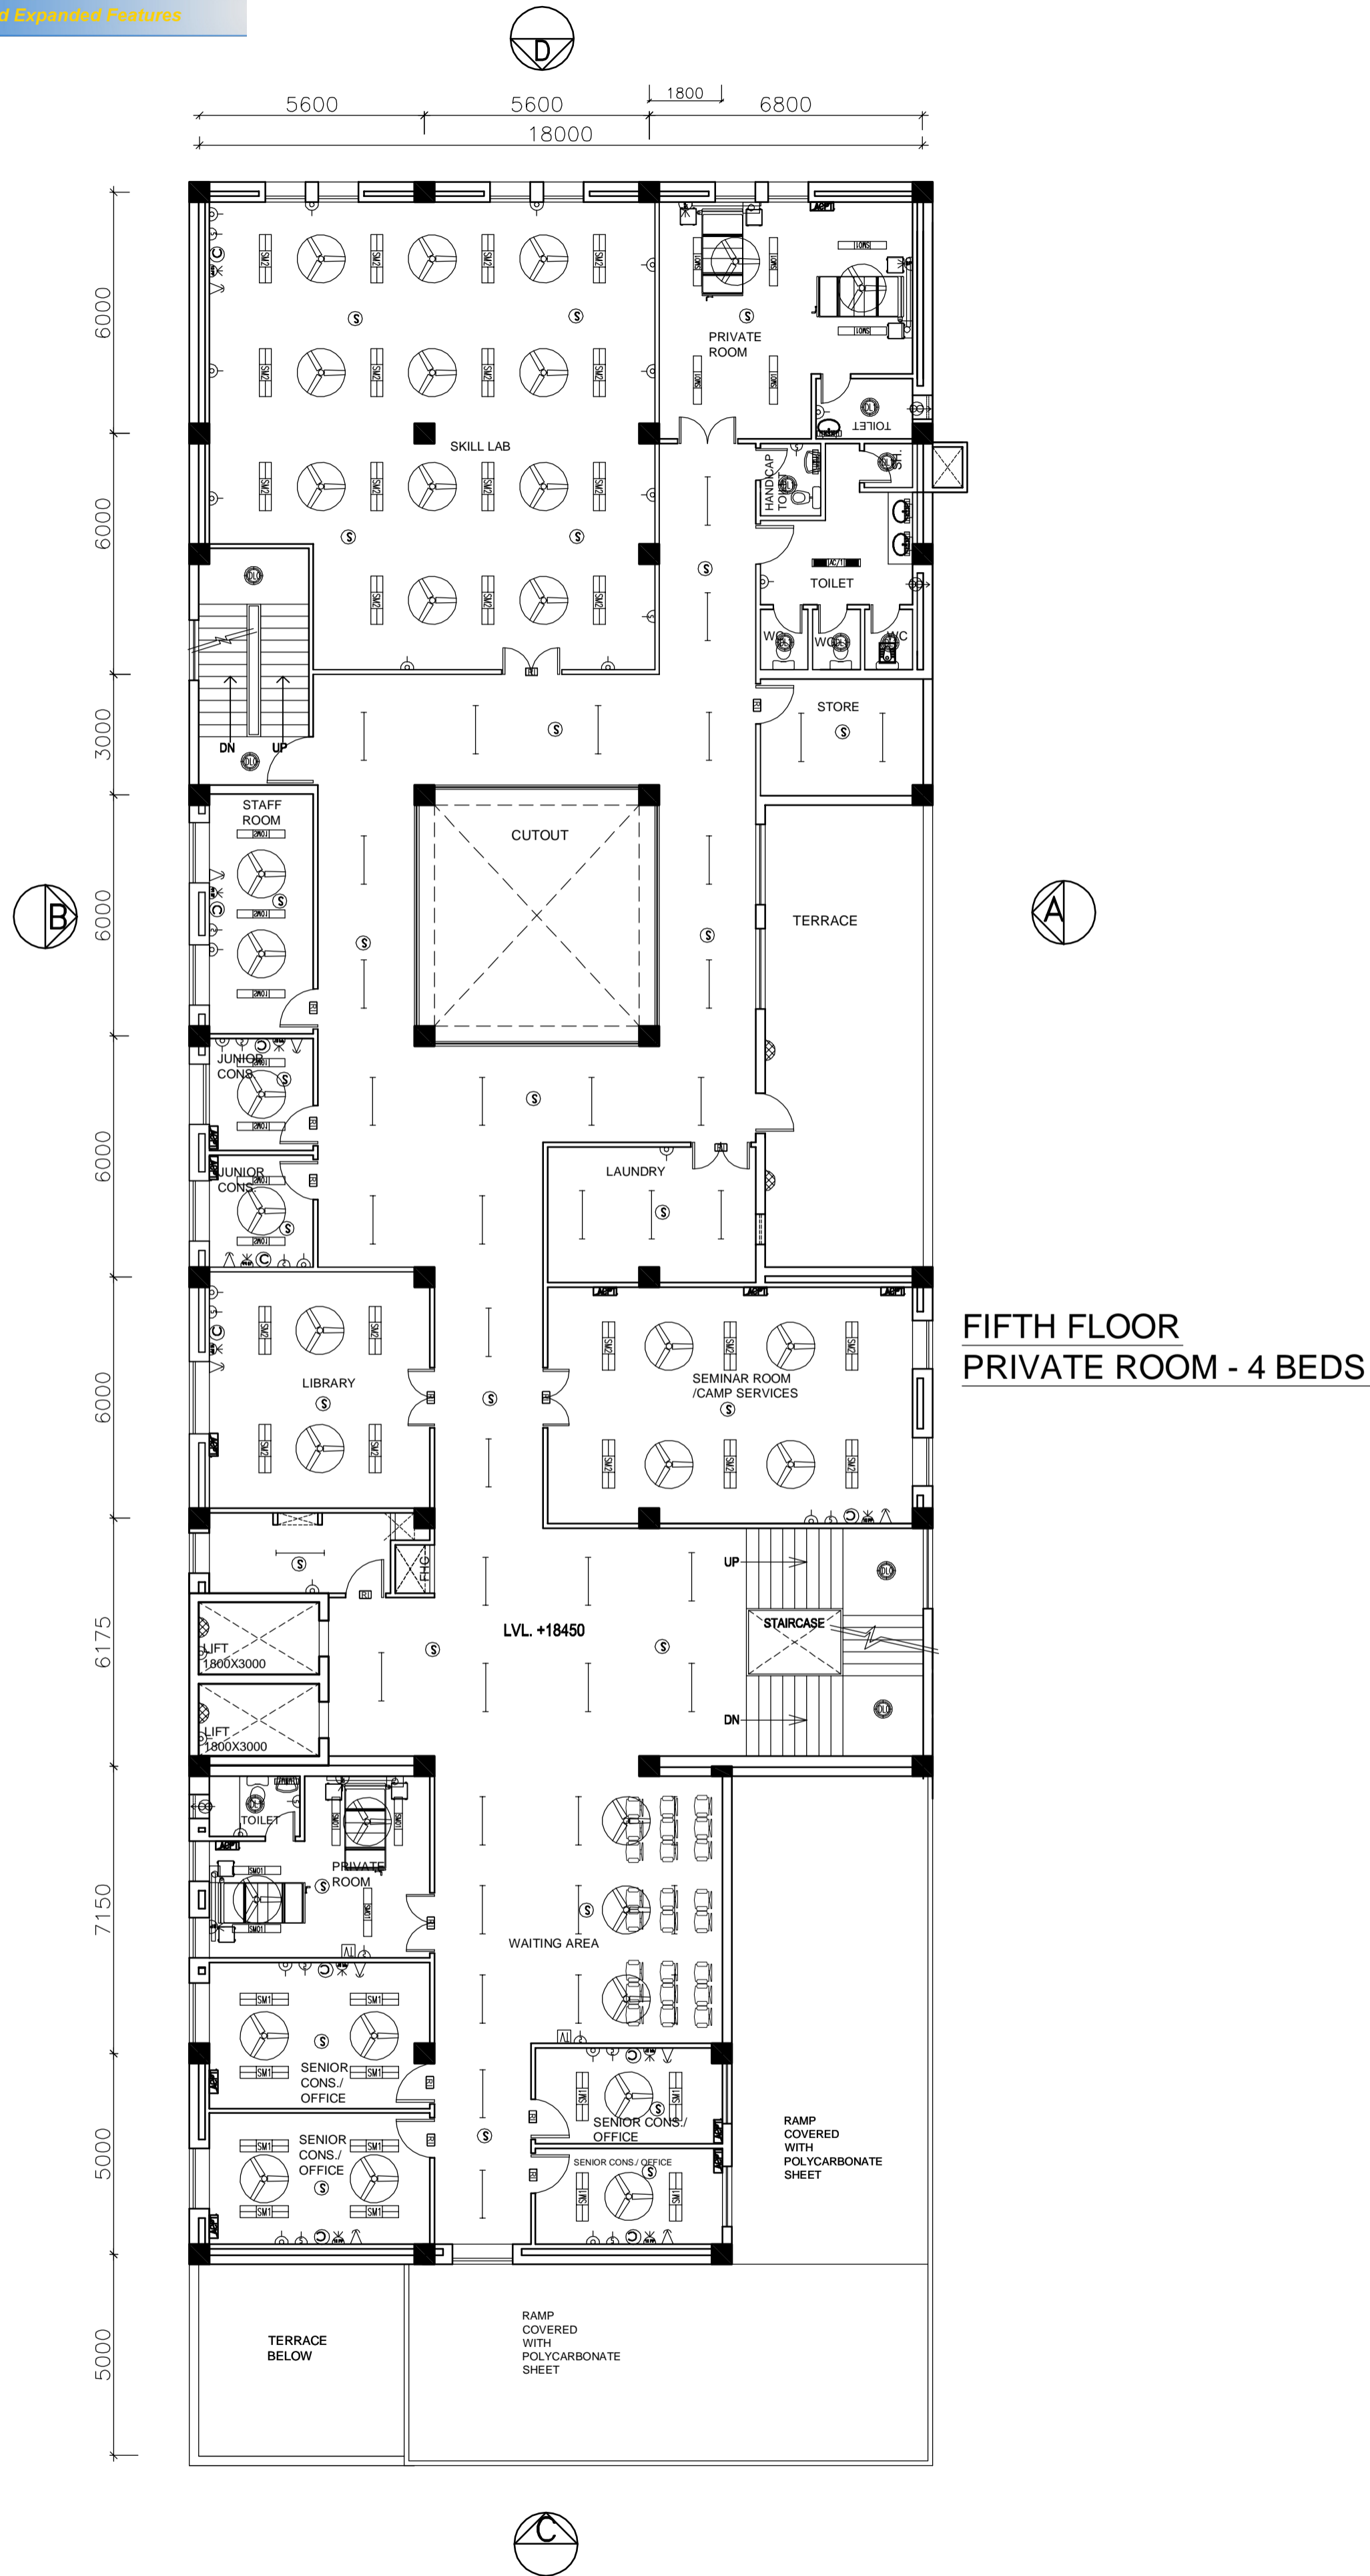 d Expanded Features
D
1800
5600
5600
6800
18000
6000
PRIVATE
ROOM
TOILET
SKILL LAB
HANDICAP
TOILET
SH.
6000
TOILET
WC
WC
WC
3000
STORE
DN
UP
STAFF
ROOM
CUTOUT
B
6000
TERRACE
A
JUNIOR
CONS.
6000
JUNIOR
CONS.
LAUNDRY
FIFTH FLOOR
PRIVATE ROOM - 4 BEDS
6000
LIBRARY
SEMINAR ROOM
/CAMP SERVICES
FHC
UP
6175
LVL. +18450
STAIRCASE
LIFT
1800X3000
LIFT
1800X3000
DN
TOILET
PRIVATE
ROOM
7150
WAITING AREA
SENIOR
CONS./
OFFICE
SENIOR CONS./
OFFICE
SENIOR
CONS./
OFFICE
SENIOR CONS./ OFFICE
5000
RAMP
COVERED
WITH
POLYCARBONATE
SHEET
5000
TERRACE
BELOW
RAMP
COVERED
WITH
POLYCARBONATE
SHEET
C